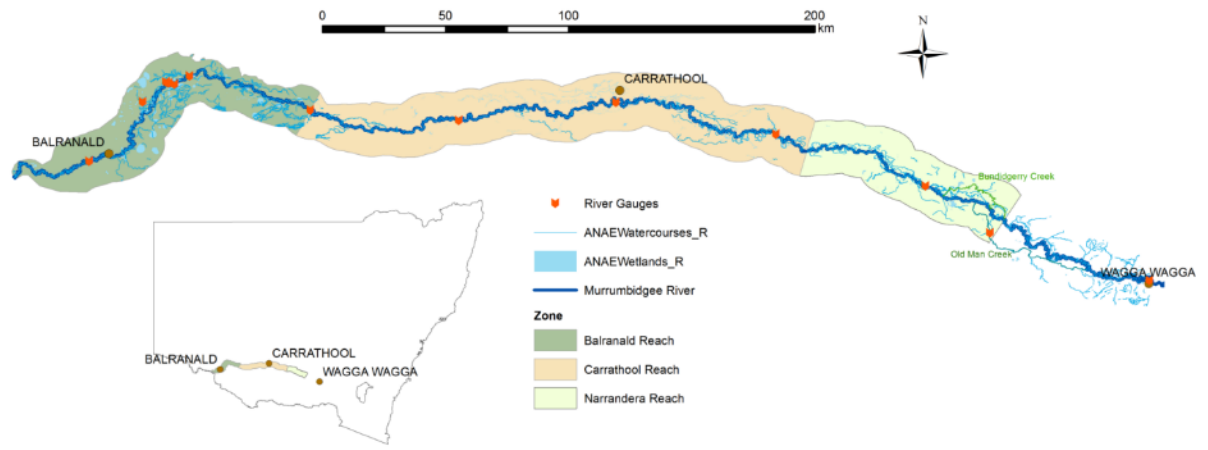 0 100 200
km
N
CARRATHOOL
BALRANALD
Bundidgerry Creek
Old Man Creek
WAGGA WAGGA
River Gauges
ANAEWatercourses_R
ANAEWetlands_R
Murrumbidgee River
Zone
Balranald Reach
Carrathool Reach
Narrandera Reach
BALRANALD
CARRATHOOL
WAGGA WAGGA